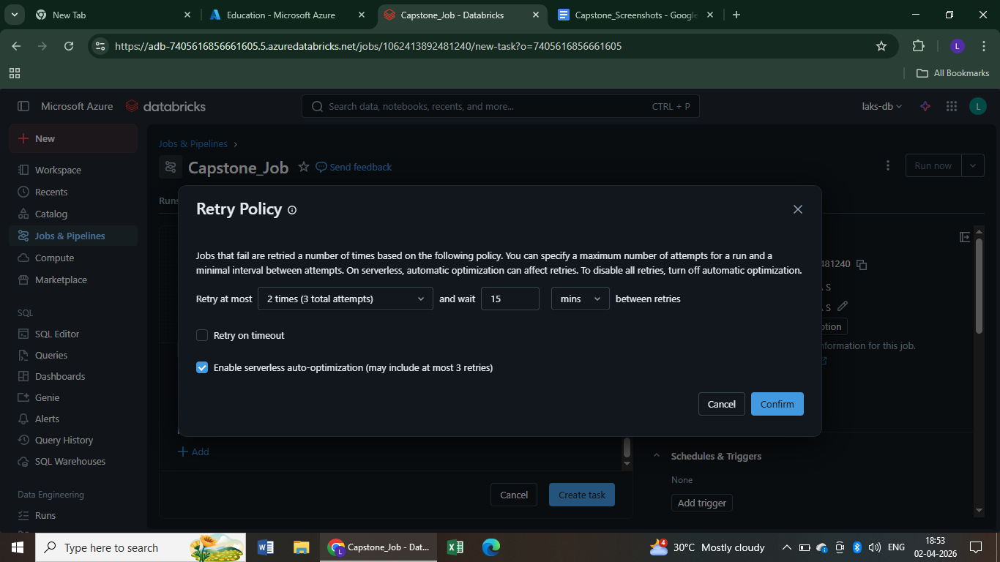 New Tab
Education - Microsoft Azure
Capstone_Job - Databricks
Capstone_Screenshots - Google
https://adb-7405616856661605.5.azuredatabricks.net/jobs/1062413892481240/new-task?o=7405616856661605
L
All Bookmarks
Microsoft Azure
databricks
Search data, notebooks, recents, and more...
CTRL + P
laks-db
L
New
Workspace
Recents
Catalog
Jobs & Pipelines
Compute
Marketplace
SQL
SQL Editor
Queries
Dashboards
Genie
Alerts
Query History
SQL Warehouses
Data Engineering
Runs
Jobs & Pipelines
Capstone_Job
Send feedback
Run now
Runs
Retry Policy
Jobs that fail are retried a number of times based on the following policy. You can specify a maximum number of attempts for a run and a
minimal interval between attempts. On serverless, automatic optimization can affect retries. To disable all retries, turn off automatic optimization.
Retry at most 2 times (3 total attempts) and wait 15 mins between retries
Retry on timeout
Enable serverless auto-optimization (may include at most 3 retries)
Cancel Confirm
481240
S
S
ption
nformation for this job.
Add
Cancel
Create task
Schedules & Triggers
None
Add trigger
Type here to search
Capstone_Job - Dat...
4
30°C Mostly cloudy
ENG
18:53
02-04-2026